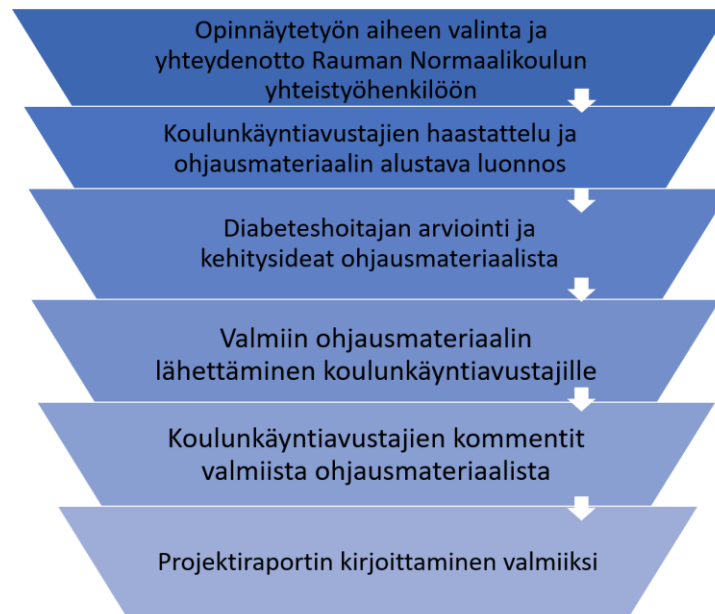 Opinnäytetyön aiheen valinta ja
yhteydenotto Rauman Normaalikoulun
yhteistyöhenkilöön
Koulunkäyntiavustajien haastattelu ja
ohjausmateriaalin alustava luonnos
Diabeteshoitajan arviointi ja
kehitysideat ohjausmateriaalista
Valmiin ohjausmateriaalin
lähettäminen koulunkäyntiavustajille
Koulunkäyntiavustajien kommentit
valmiista ohjausmateriaalista
Projektiraportin kirjoittaminen valmiiksi